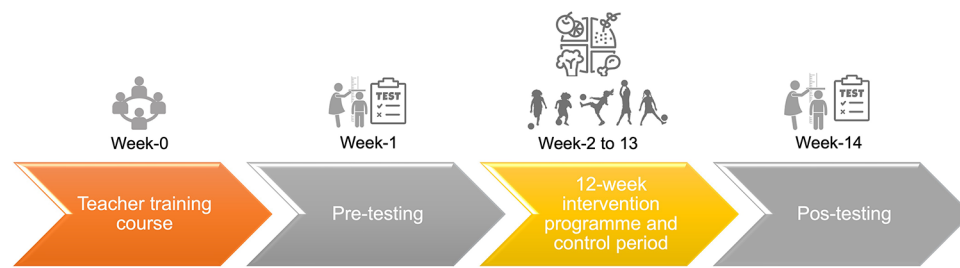 TEST
TEST
Week-0
Week-1
Week-2 to 13
Week-14
Teacher training
course
Pre-testing
12-week
intervention
programme and
control period
Pos-testing